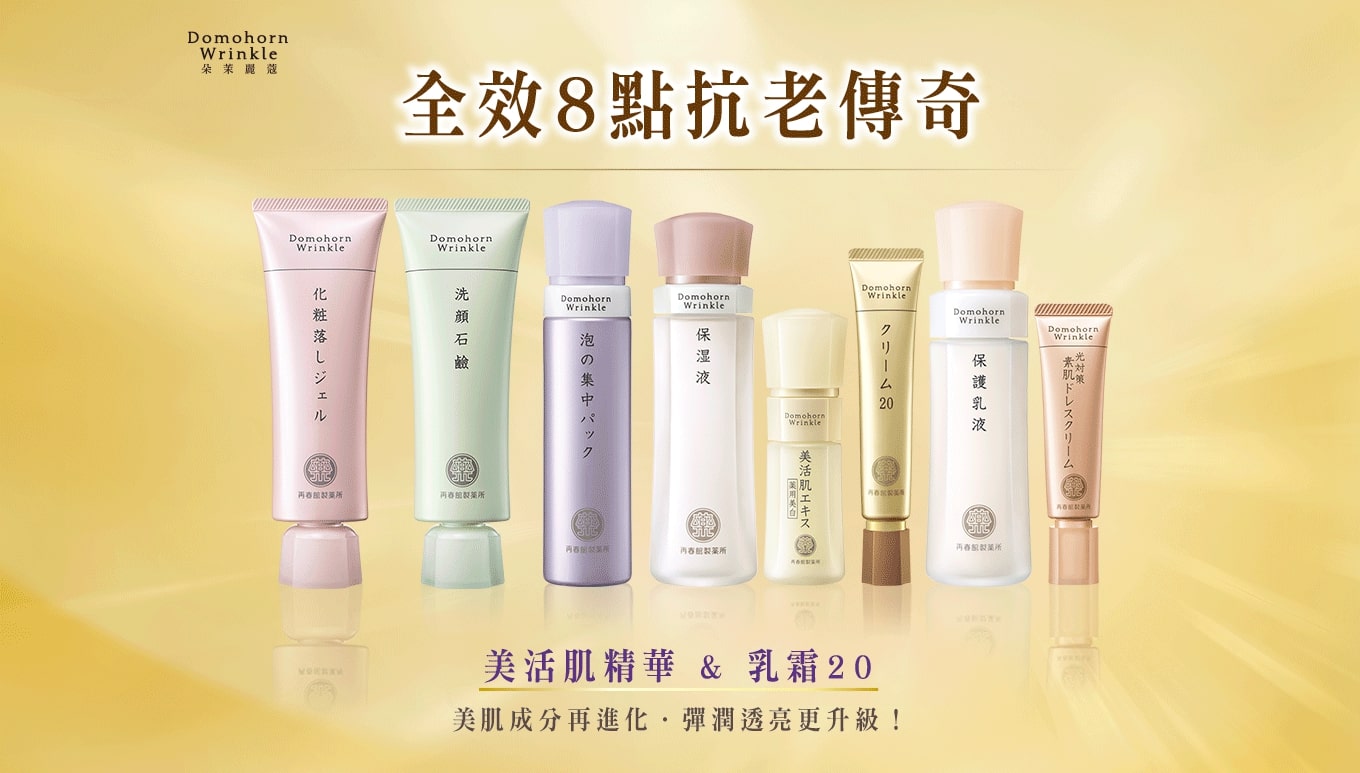 Domohorn
Wrinkle
朵茉麗蔻
全效8點抗老傳奇
Domohorn
Wrinkle
化粧落しジェル
再春館製薬所
Domohorn
Wrinkle
洗顔石鹸
再春館製薬所
Domohorn
Wrinkle
泡の集中パック
再春館製薬所
Domohorn
Wrinkle
保湿液
再春館製薬所
Domohorn
Wrinkle
美活肌エキス
薬用美白
再春館製薬所
Domohorn
Wrinkle
クリーム20
再春館製薬所
Domohorn
Wrinkle
保護乳液
再春館製薬所
Domohorn
Wrinkle
光対策
素肌ドレスクリーム
再春館製薬所
美活肌精華 & 乳霜20
美肌成分再進化・彈潤透亮更升級！